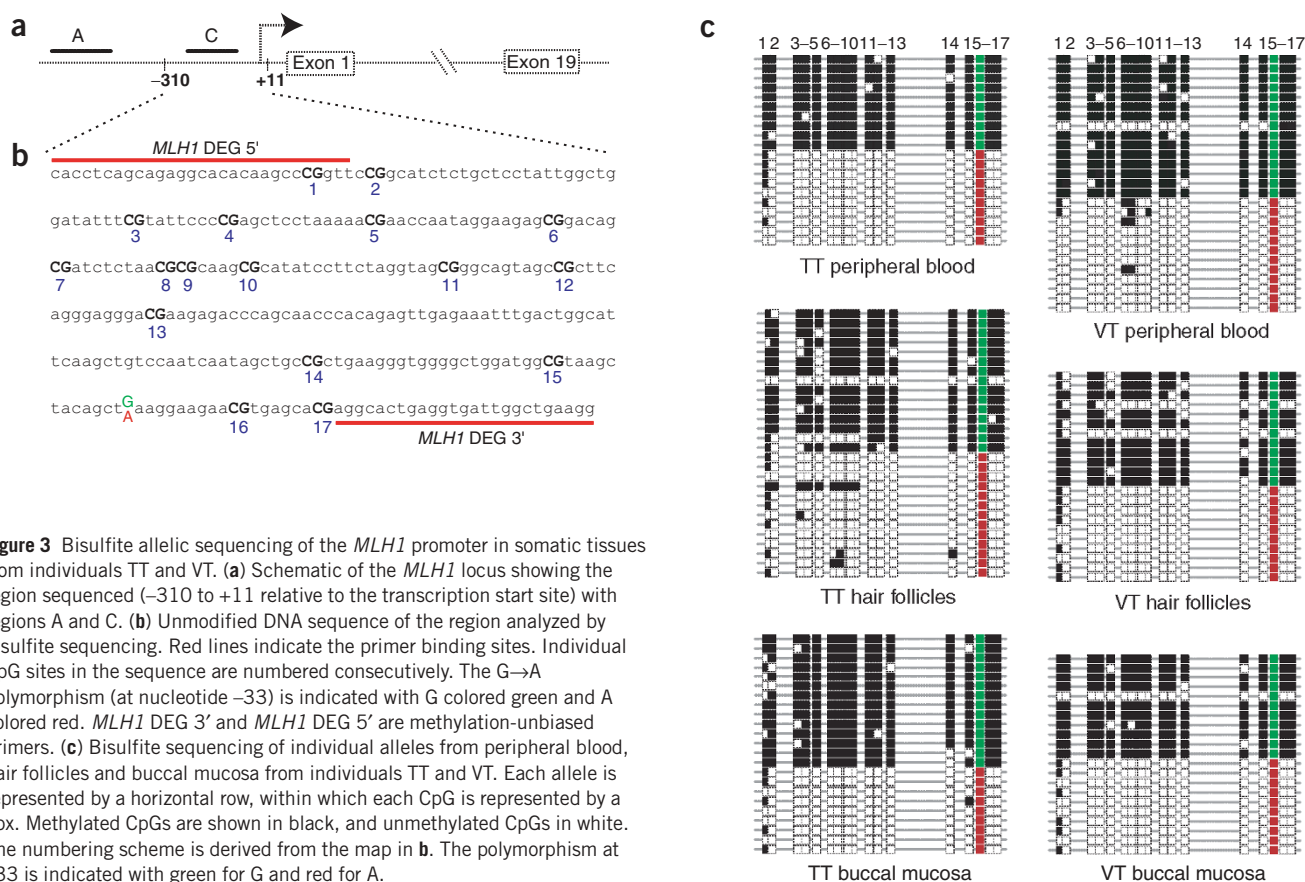 a
A C
Exon 1 Exon 19
–310 +11
b
MLH1 DEG 5'
cacctcagcagaggcacacaagcccCGgttcCGgcatctctgctcctattggctg
1 2
gatatttCGtattcccCGagctcctaaaaaCGaaccaataggaagagCGgacag
3 4 5 6
CGatctctaaCGCGcaagCGcatatccttctaggtagCGggcagtagcCGcttc
7 8 9 10 11 12
agggagggaCGaagagacccagcaacccacagagttgagaaatttgactggcat
13
tcaagctgtccaatcaatagctgcCGctgaagggtggggctggatggCGtaagc
14 15
G
tacagct aaggaagaaCGtgagcaCGaggcactgaggtgattggctgaagg
A
16 17
MLH1 DEG 3'
gure 3 Bisulfite allelic sequencing of the MLH1 promoter in somatic tissues
om individuals TT and VT. (a) Schematic of the MLH1 locus showing the
egion sequenced (–310 to +11 relative to the transcription start site) with
egions A and C. (b) Unmodified DNA sequence of the region analyzed by
sulfite sequencing. Red lines indicate the primer binding sites. Individual
pG sites in the sequence are numbered consecutively. The G→A
olymorphism (at nucleotide –33) is indicated with G colored green and A
olored red. MLH1 DEG 3′ and MLH1 DEG 5′ are methylation-unbiased
rimers. (c) Bisulfite sequencing of individual alleles from peripheral blood,
air follicles and buccal mucosa from individuals TT and VT. Each allele is
epresented by a horizontal row, within which each CpG is represented by a
ox. Methylated CpGs are shown in black, and unmethylated CpGs in white.
he numbering scheme is derived from the map in b. The polymorphism at
33 is indicated with green for G and red for A.
c
1 2 3–5 6–10 11–13 14 15–17
1 2 3–5 6–10 11–13 14 15–17
TT peripheral blood
VT peripheral blood
TT hair follicles
VT hair follicles
TT buccal mucosa
VT buccal mucosa